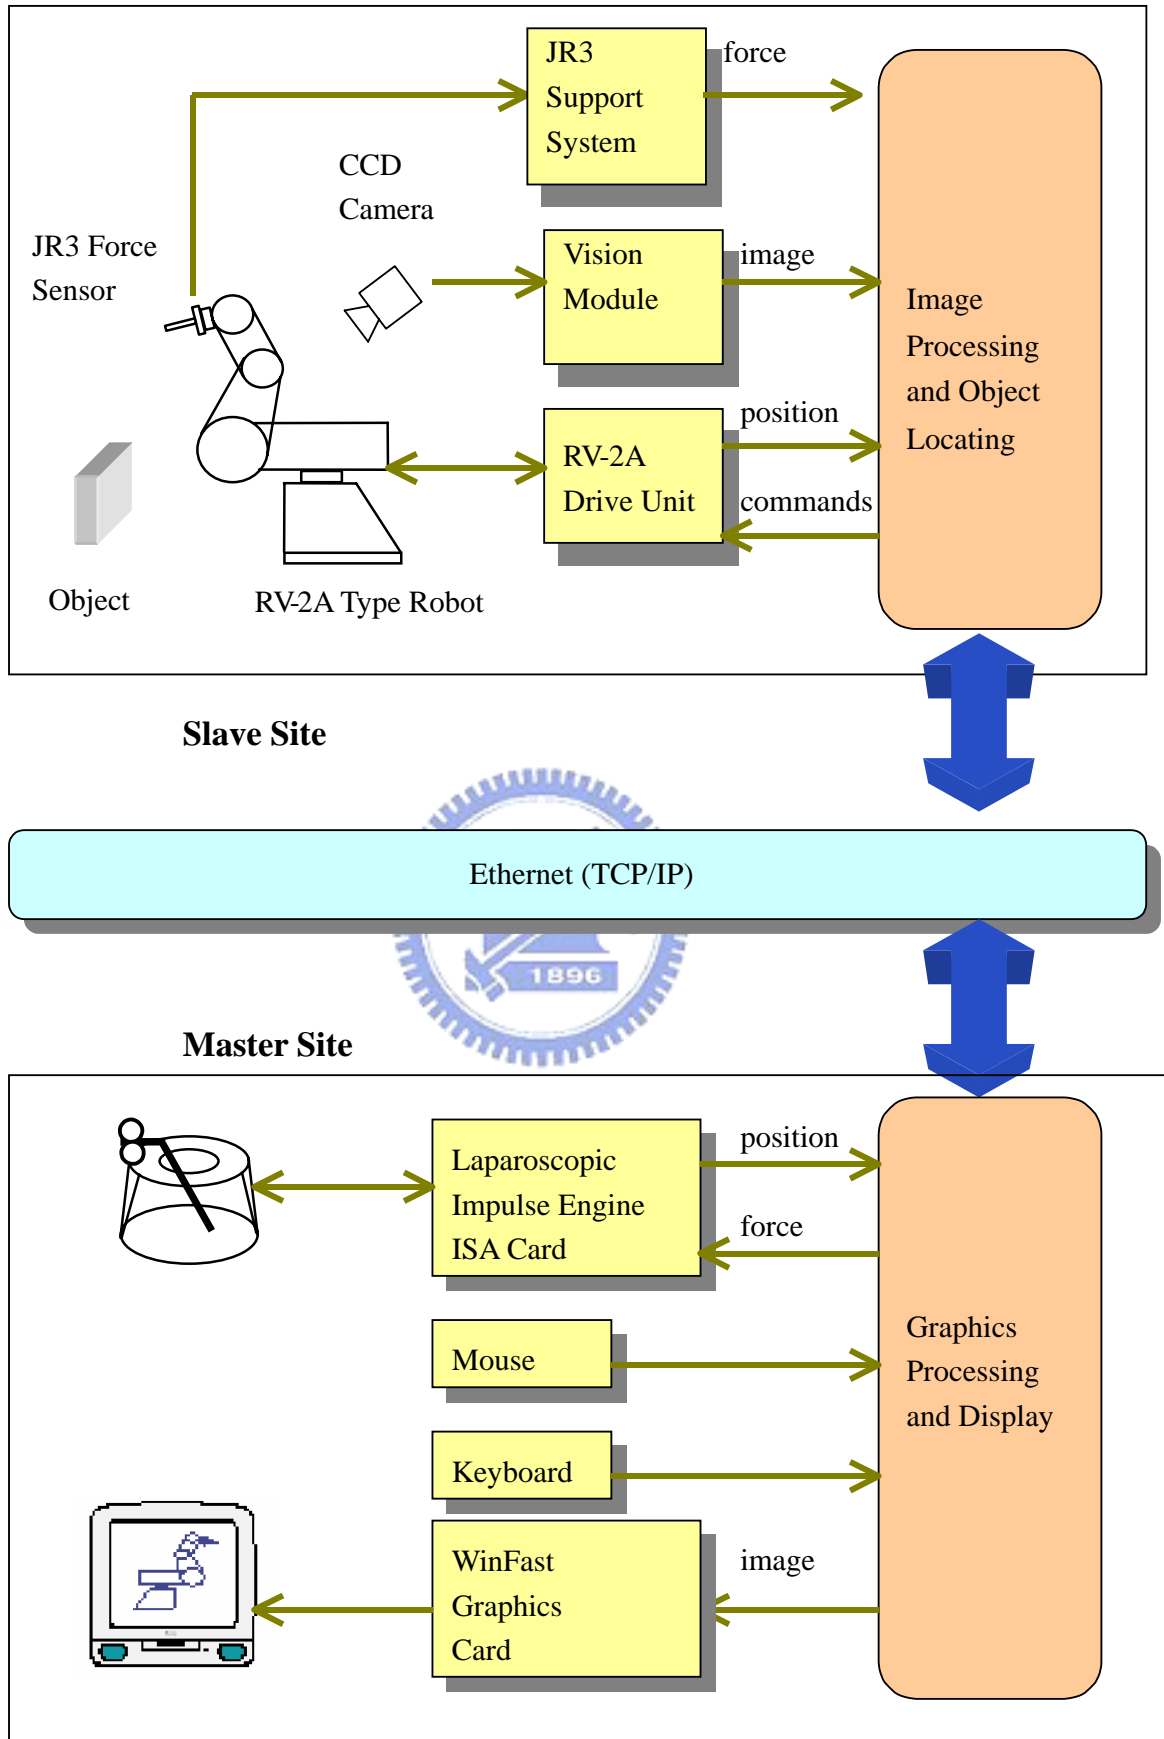 JR3
Support
System
force
CCD
Camera
JR3 Force
Sensor
Vision
Module
image
Image
Processing
and Object
Locating
position
RV-2A
Drive Unit
commands
Object
RV-2A Type Robot
Slave Site
Ethernet (TCP/IP)
1896
Master Site
Laparoscopic
Impulse Engine
ISA Card
position
force
Mouse
Graphics
Processing
and Display
Keyboard
WinFast
Graphics
Card
image